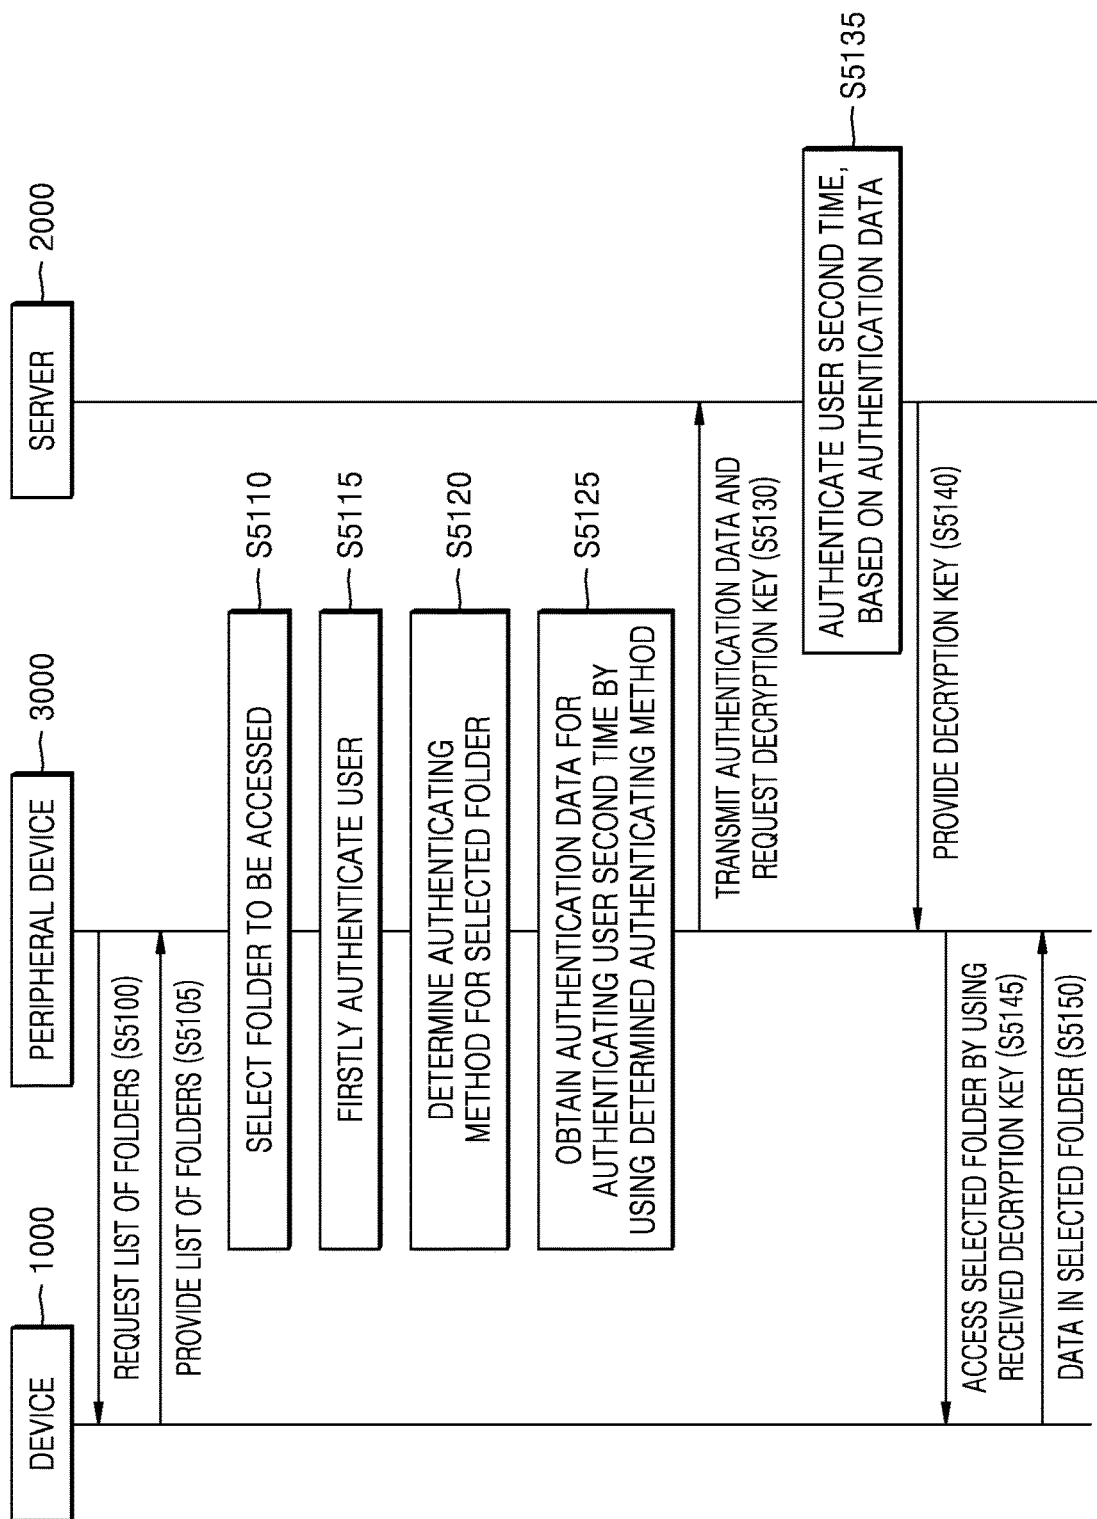 DEVICE
1000
PERIPHERAL DEVICE
3000
SERVER
2000
REQUEST LIST OF FOLDERS (S5100)
PROVIDE LIST OF FOLDERS (S5105)
SELECT FOLDER TO BE ACCESSED
S5110
FIRSTLY AUTHENTICATE USER
S5115
DETERMINE AUTHENTICATING
METHOD FOR SELECTED FOLDER
S5120
OBTAIN AUTHENTICATION DATA FOR
AUTHENTICATING USER SECOND TIME BY
USING DETERMINED AUTHENTICATING METHOD
S5125
TRANSMIT AUTHENTICATION DATA AND
REQUEST DECRYPTION KEY (S5130)
AUTHENTICATE USER SECOND TIME,
BASED ON AUTHENTICATION DATA
S5135
PROVIDE DECRYPTION KEY (S5140)
ACCESS SELECTED FOLDER BY USING
RECEIVED DECRYPTION KEY (S5145)
DATA IN SELECTED FOLDER (S5150)